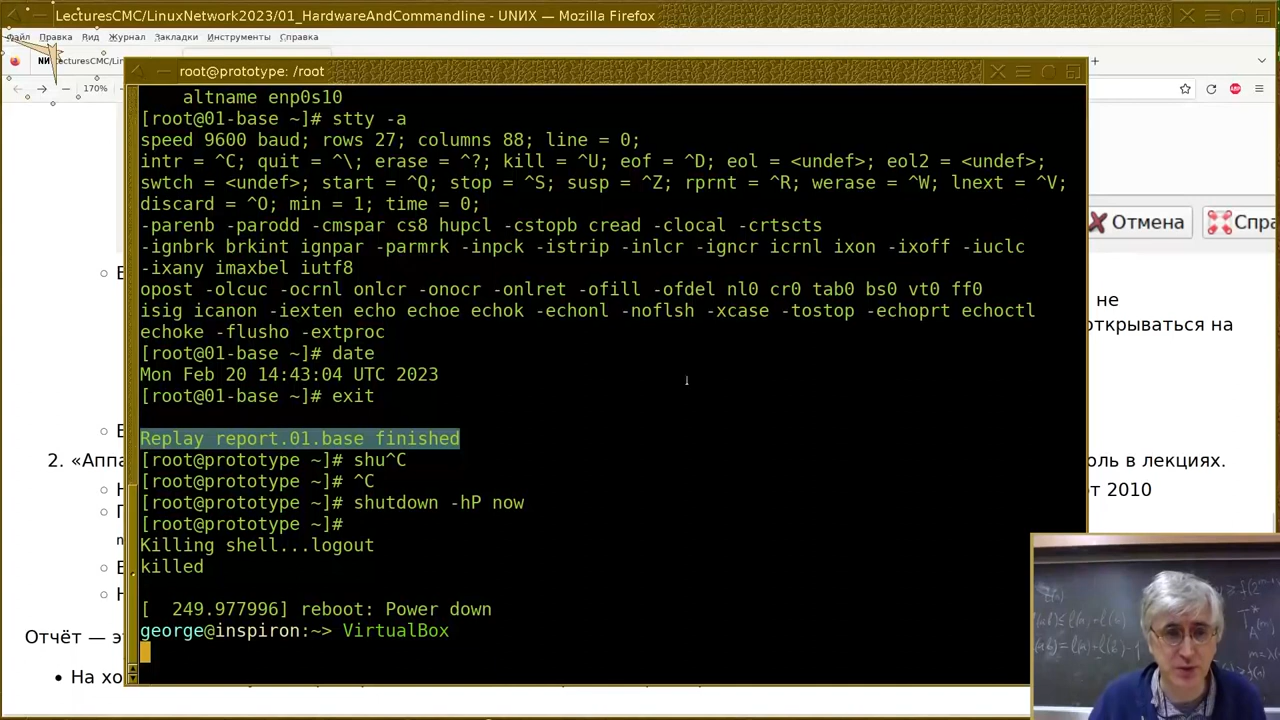 LecturesCMC/LinuxNetwork2023/01_HardwareAndCommandline - UNИX — Mozilla Firefox
Файл Правка Вид Журнал Закладки Инструменты Справка
170%
root@prototype: /root
altname enp0s10
[root@01-base ~]# stty -a
speed 9600 baud; rows 27; columns 88; line = 0;
intr = ^C; quit = ^\; erase = ^?; kill = ^U; eof = ^D; eol = <undef>; eol2 = <undef>;
swtch = <undef>; start = ^Q; stop = ^S; susp = ^Z; rprnt = ^R; werase = ^W; lnext = ^V;
discard = ^O; min = 1; time = 0;
-parenb -parodd -cmspar cs8 hupcl -cstopb cread -clocal -crtscts
-ignbrk brkint ignpar -parmrk -inpck -istrip -inlcr -igncr icrnl ixon -ixoff -iuclc
-ixany imaxbel iutf8
opost -olcuc -ocrnl onlcr -onocr -onlret -ofill -ofdel nl0 cr0 tab0 bs0 vt0 ff0
isig icanon -iexten echo echoe echok -echonl -noflsh -xcase -tostop -echoprt echoctl
echoke -flusho -extproc
[root@01-base ~]# date
Mon Feb 20 14:43:04 UTC 2023
[root@01-base ~]# exit
Replay report.01.base finished
[root@prototype ~]# shu^C
[root@prototype ~]# ^C
[root@prototype ~]# shutdown -hP now
[root@prototype ~]#
Killing shell...logout
killed
[  249.977996] reboot: Power down
george@inspiron:~> VirtualBox
Отмена
не
открываться на
2.
лекциях.
от 2010
Отчёт —
На